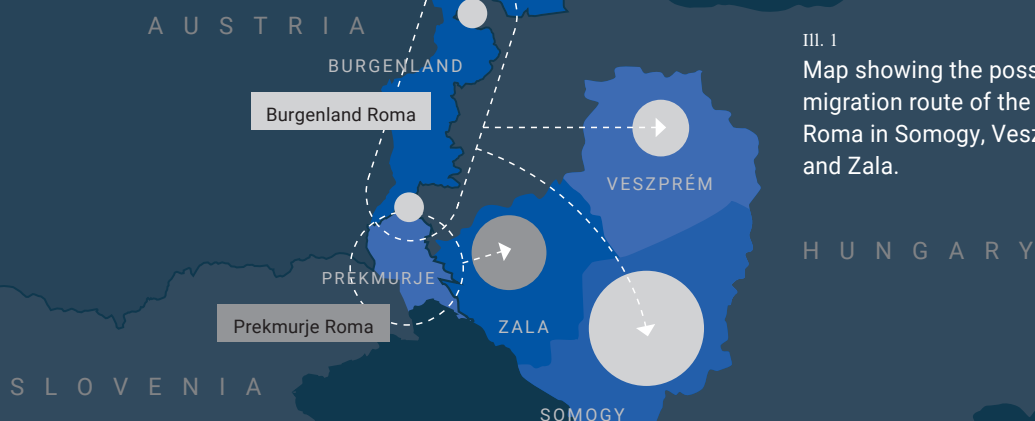 AUSTRIA
BURGENLAND
Burgenland Roma
VESZPRÉM
PREKMURJE
Prekmurje Roma
ZALA
SLOVENIA
SOMOGY
Ill. 1
Map showing the poss
migration route of the
Roma in Somogy, Vesz
and Zala.
HUNGARY